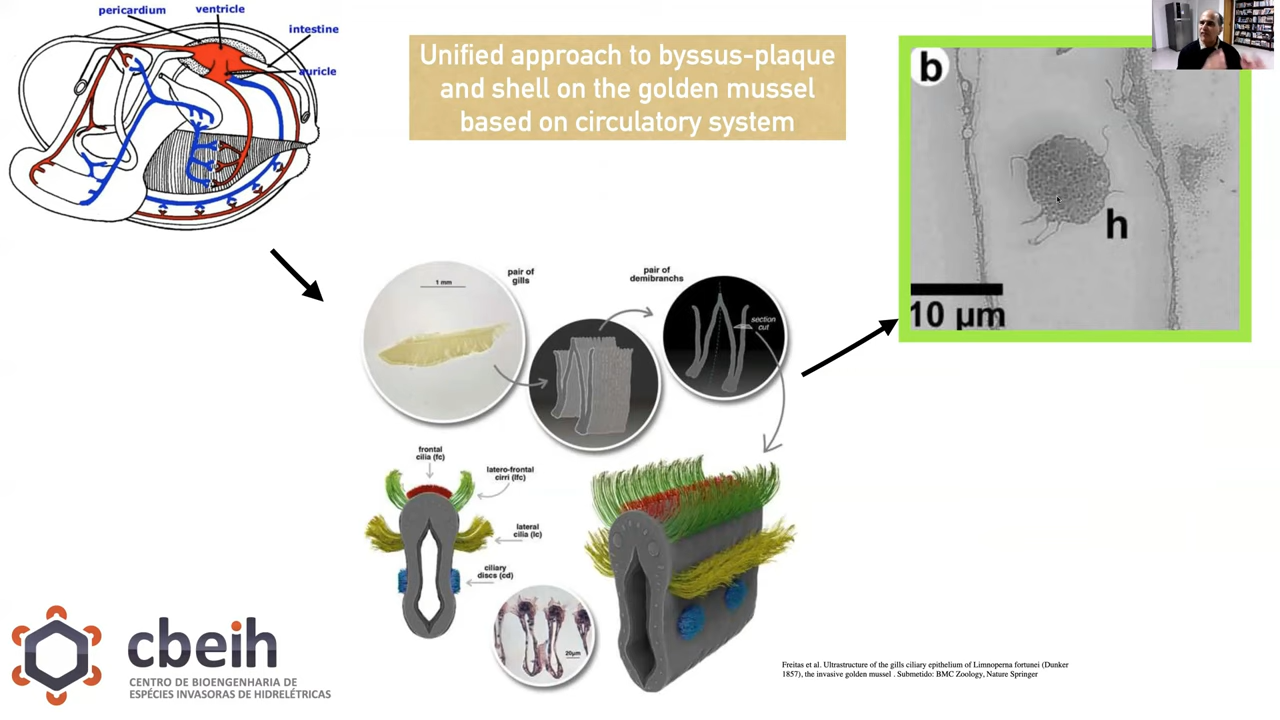 pericardium
ventricle
intestine
auricle
Unified approach to byssus-plaque
and shell on the golden mussel
based on circulatory system
b
h
10 µm
pair of
gills
1 mm
pair of
demibranchs
section
cut
frontal
cilia (fc)
latero-frontal
cirri (lfc)
lateral
cilia (lc)
ciliary
discs (cd)
20µm
cbeih
CENTRO DE BIOENGENHARIA DE
ESPÉCIES INVASORAS DE HIDRELÉTRICAS
Freitas et al. Ultrastructure of the gills ciliary epithelium of Limnoperna fortunei (Dunker
1857), the invasive golden mussel . Submetido: BMC Zoology, Nature Springer